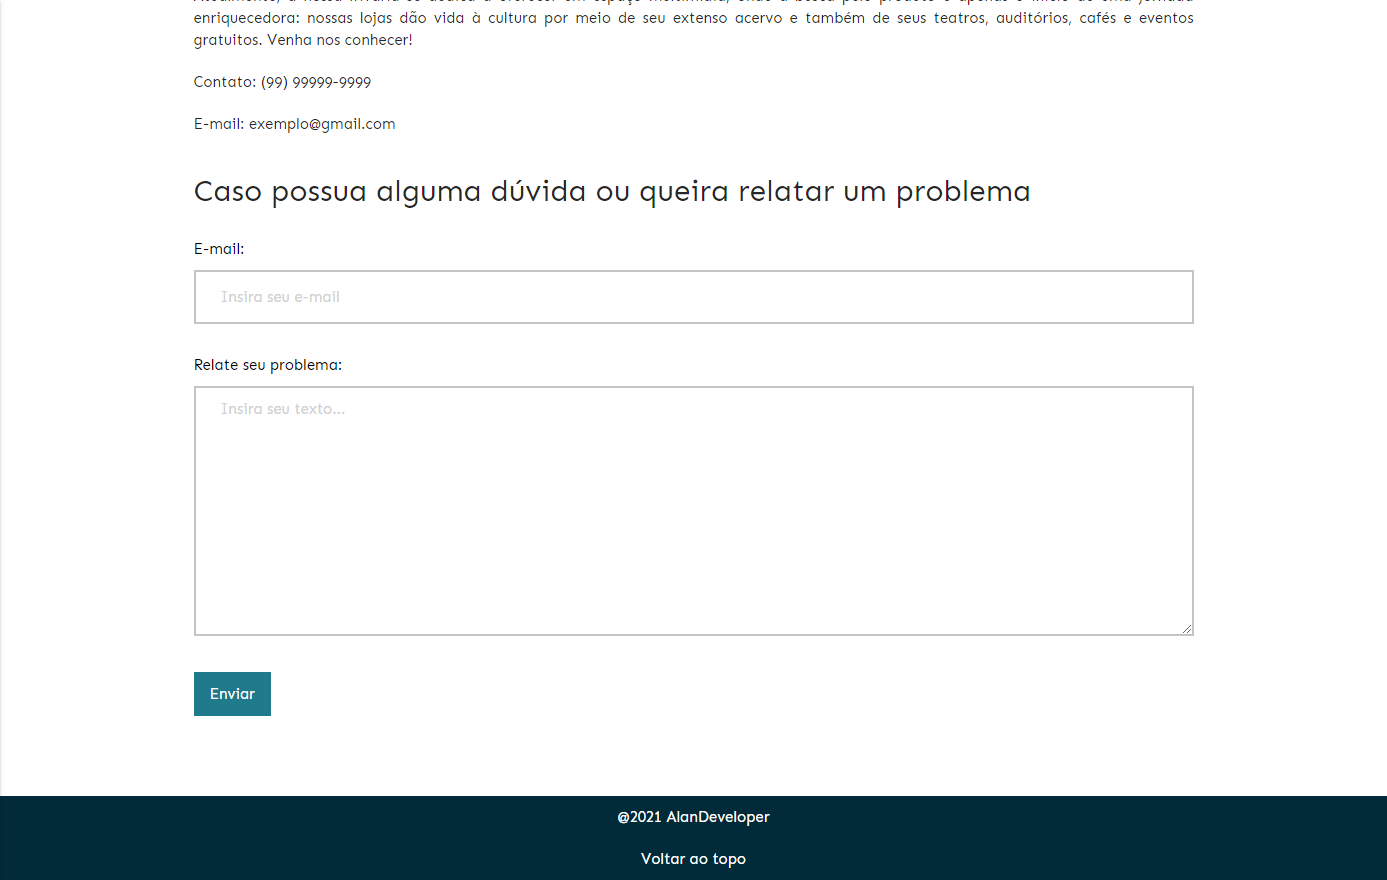 enriquecedora: nossas lojas dão vida à cultura por meio de seu extenso acervo e também de seus teatros, auditórios, cafés e eventos
gratuitos. Venha nos conhecer!
Contato: (99) 99999-9999
E-mail: exemplo@gmail.com
Caso possua alguma dúvida ou queira relatar um problema
E-mail:
Insira seu e-mail
Relate seu problema:
Insira seu texto...
Enviar
@2021 AlanDeveloper
Voltar ao topo